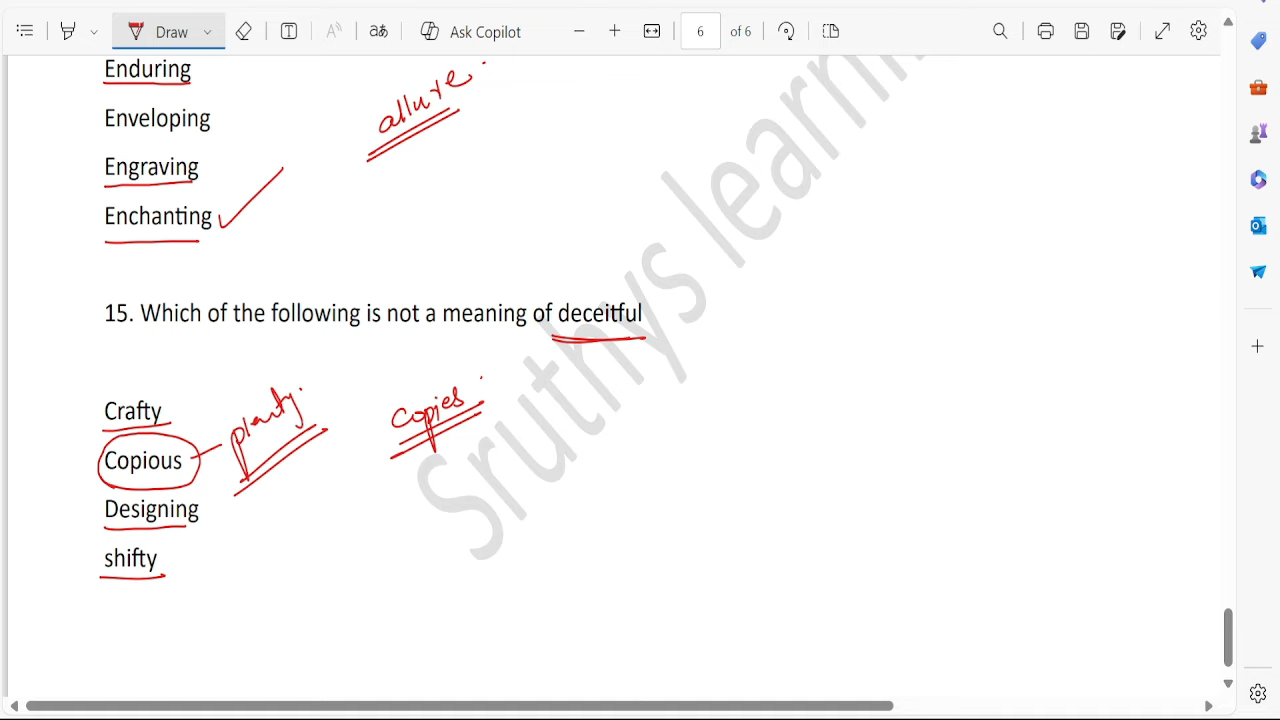 Draw
Ask Copilot
6 of 6
Enduring
allure
Enveloping
Engraving
Enchanting
15. Which of the following is not a meaning of deceitful
Crafty
plenty.
copies
Copious
Designing
shifty
Sruthys learni